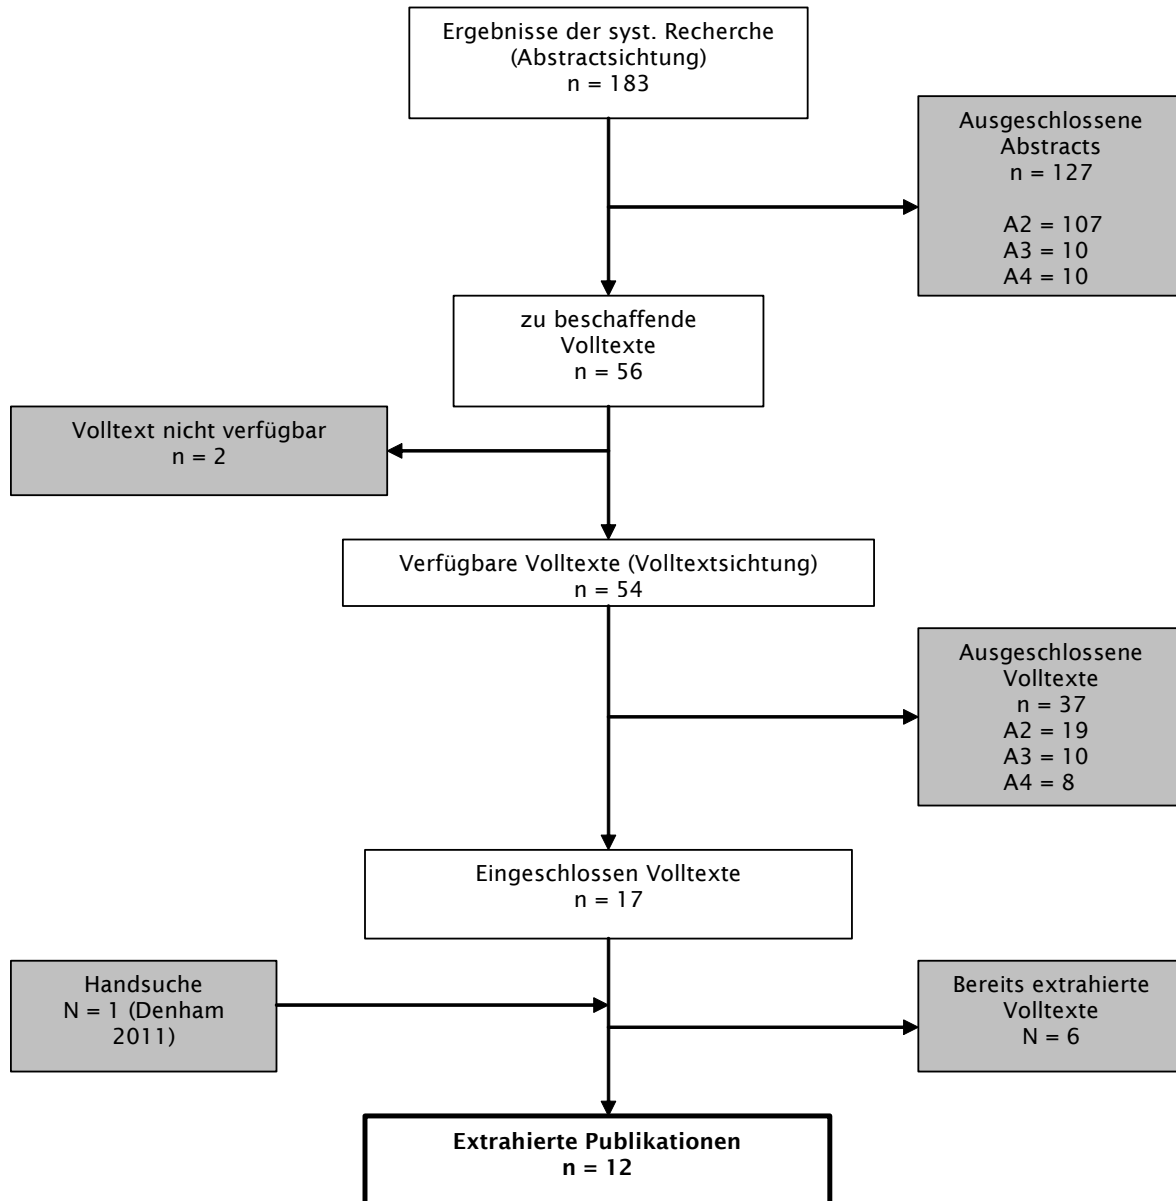 Ergebnisse der syst. Recherche
(Abstractsichtung)
n = 183
Ausgeschlossene
Abstracts
n = 127
A2 = 107
A3 = 10
A4 = 10
zu beschaffende
Volltexte
n = 56
Volltext nicht verfügbar
n = 2
Verfügbare Volltexte (Volltextsichtung)
n = 54
Ausgeschlossene
Volltexte
n = 37
A2 = 19
A3 = 10
A4 = 8
Eingeschlossen Volltexte
n = 17
Handsuche
N = 1 (Denham
2011)
Bereits extrahierte
Volltexte
N = 6
Extrahierte Publikationen
n = 12